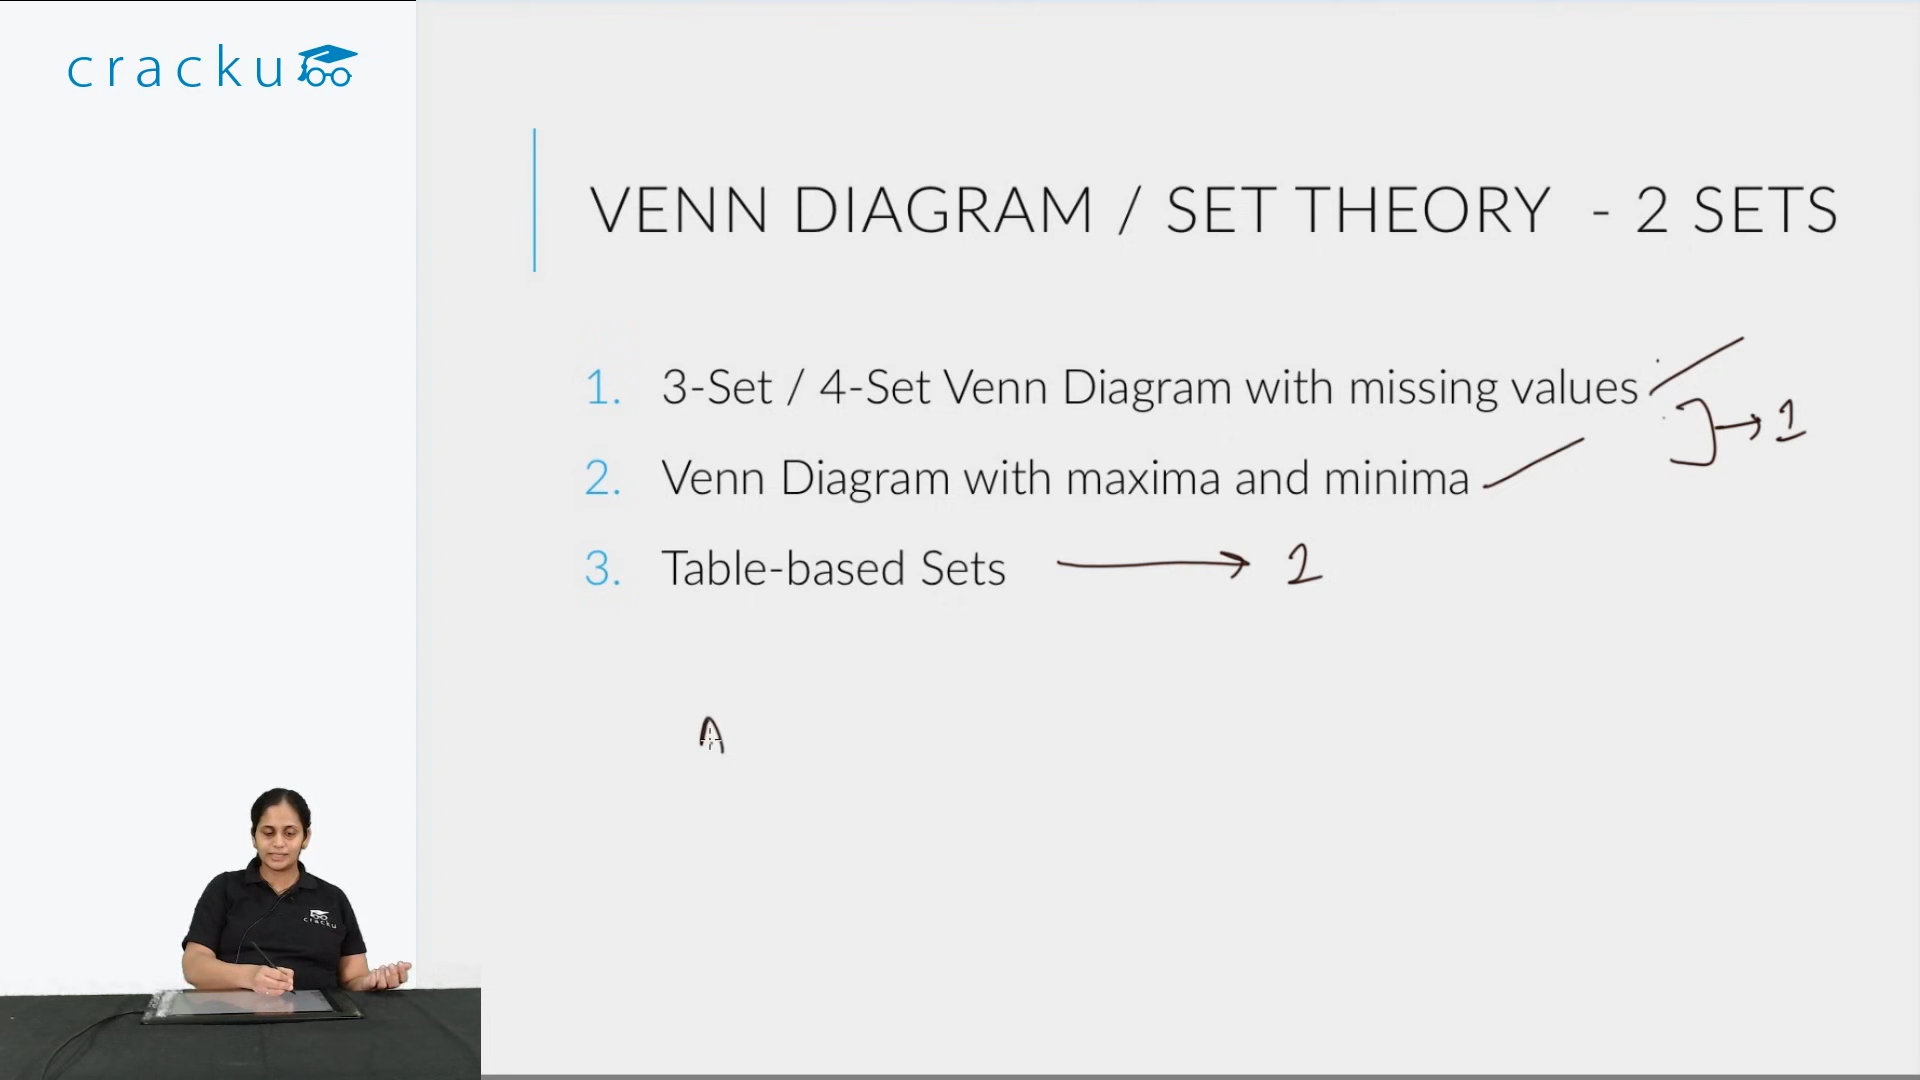 cracku
VENN DIAGRAM / SET THEORY - 2 SETS
1. 3-Set / 4-Set Venn Diagram with missing values
→ 1
2. Venn Diagram with maxima and minima
3. Table-based Sets → 2
A
cracku